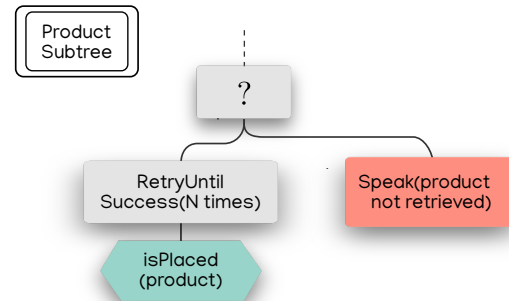 Product
Subtree
?
RetryUntil
Success(N times)
Speak(product
not retrieved)
isPlaced
(product)